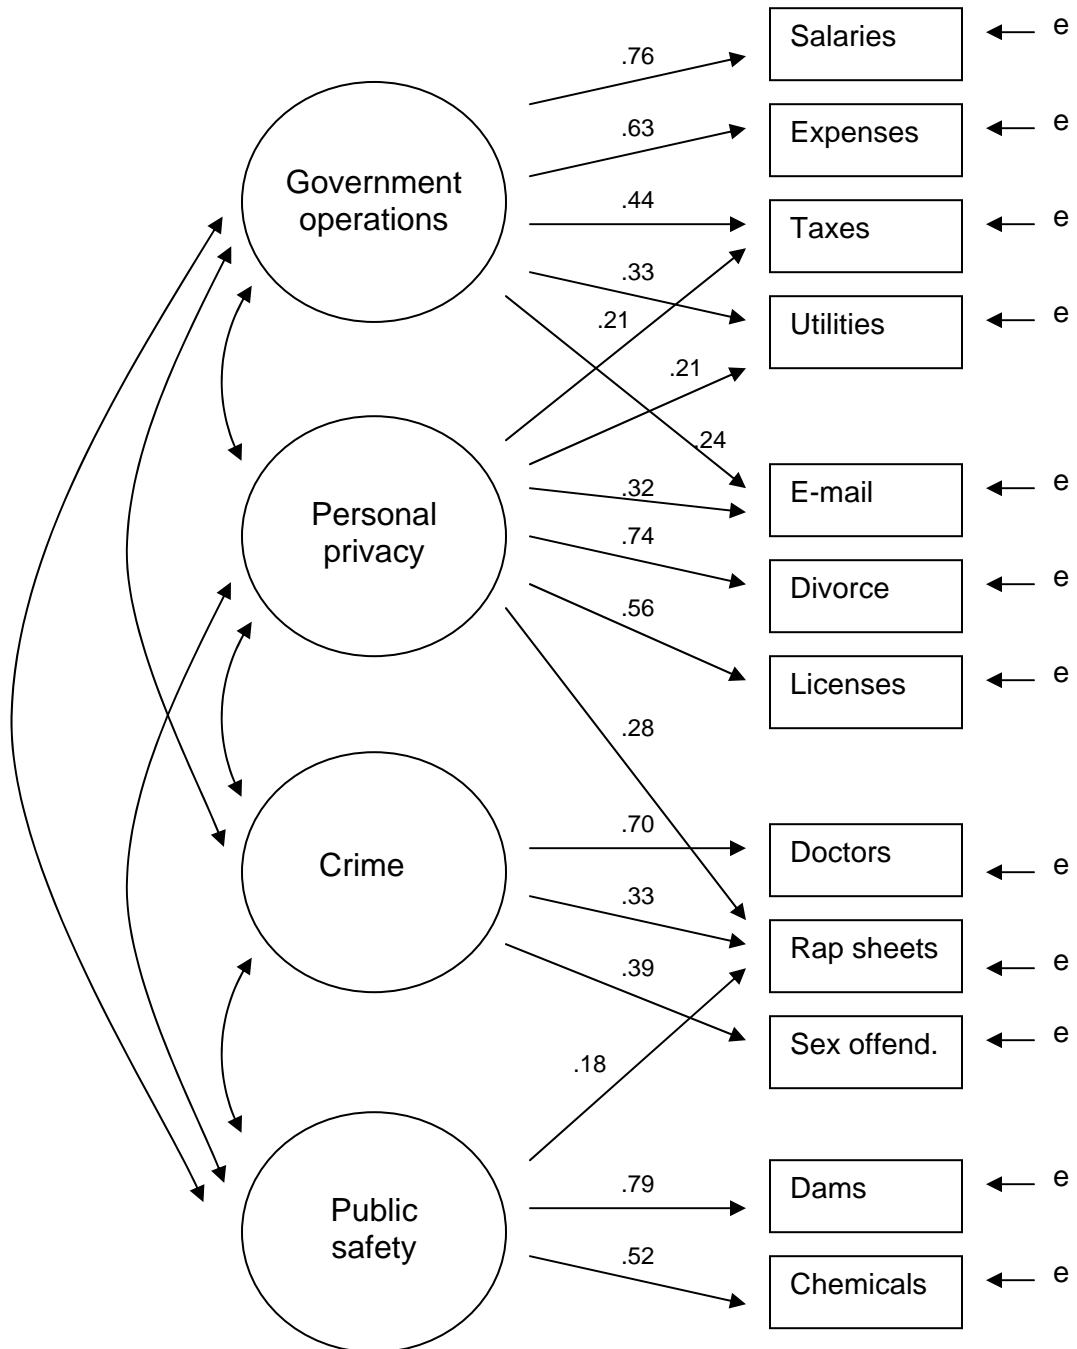 Salaries
e
.76
Expenses
e
.63
Government
operations
.44
Taxes
e
.33
Utilities
e
.21
.21
.24
E-mail
e
.32
Personal
privacy
.74
Divorce
e
.56
Licenses
e
.28
.70
Doctors
e
Crime
.33
Rap sheets
e
.39
Sex offend.
e
.18
Public
safety
.79
Dams
e
.52
Chemicals
e